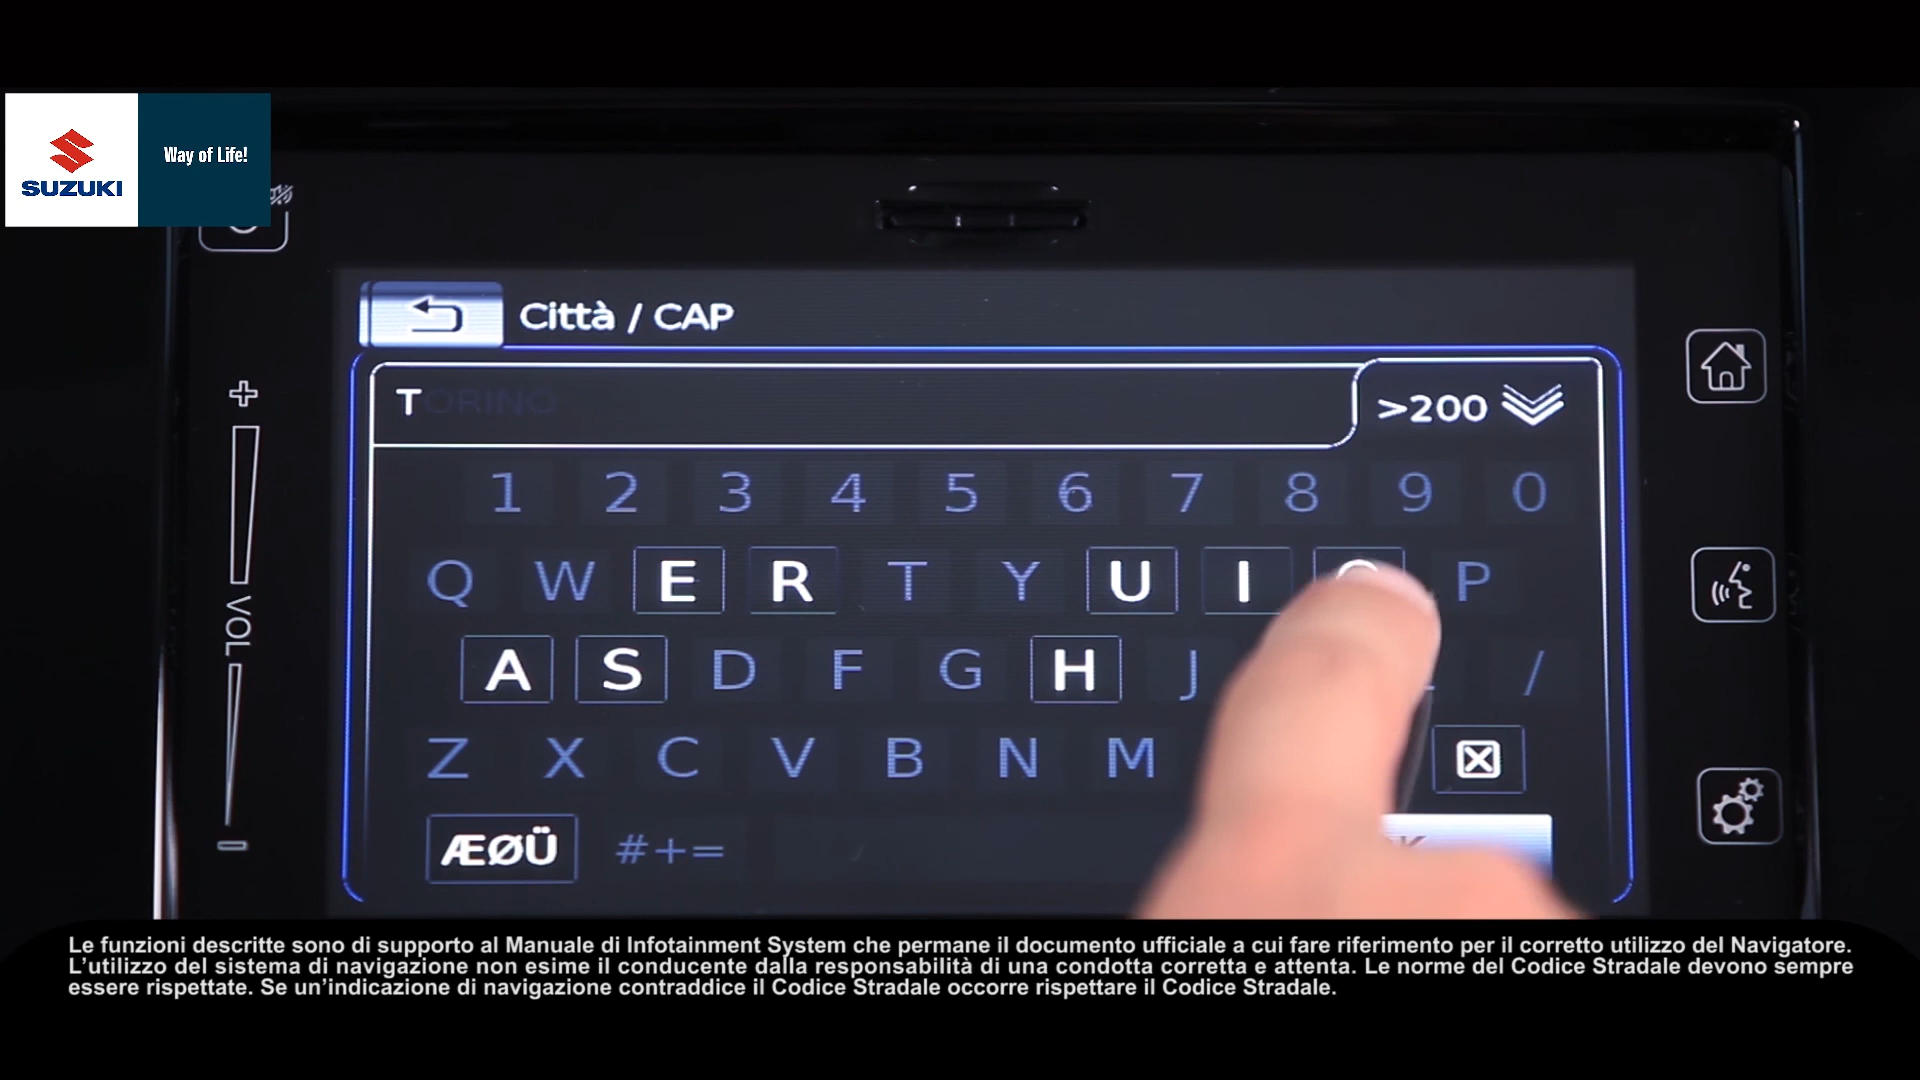 SUZUKI
Way of Life!
Città / CAP
TORINO
>200
VOL
1 2 3 4 5 6 7 8 9 0
Q W E R T Y U I P
A S D F G H J /
Z X C V B N M
ÆØÜ #+=
Le funzioni descritte sono di supporto al Manuale di Infotainment System che permane il documento ufficiale a cui fare riferimento per il corretto utilizzo del Navigatore.
L'utilizzo del sistema di navigazione non esime il conducente dalla responsabilità di una condotta corretta e attenta. Le norme del Codice Stradale devono sempre
essere rispettate. Se un'indicazione di navigazione contraddice il Codice Stradale occorre rispettare il Codice Stradale.